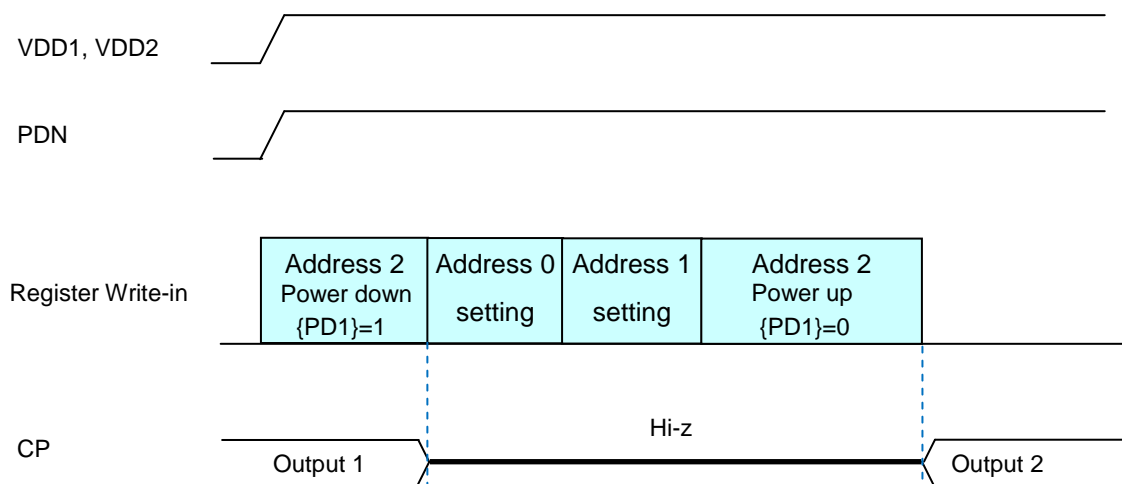 VDD1, VDD2
PDN
Register Write-in
Address 2
Power down
{PD1}=1
Address 0
setting
Address 1
setting
Address 2
Power up
{PD1}=0
CP
Output 1
Hi-z
Output 2